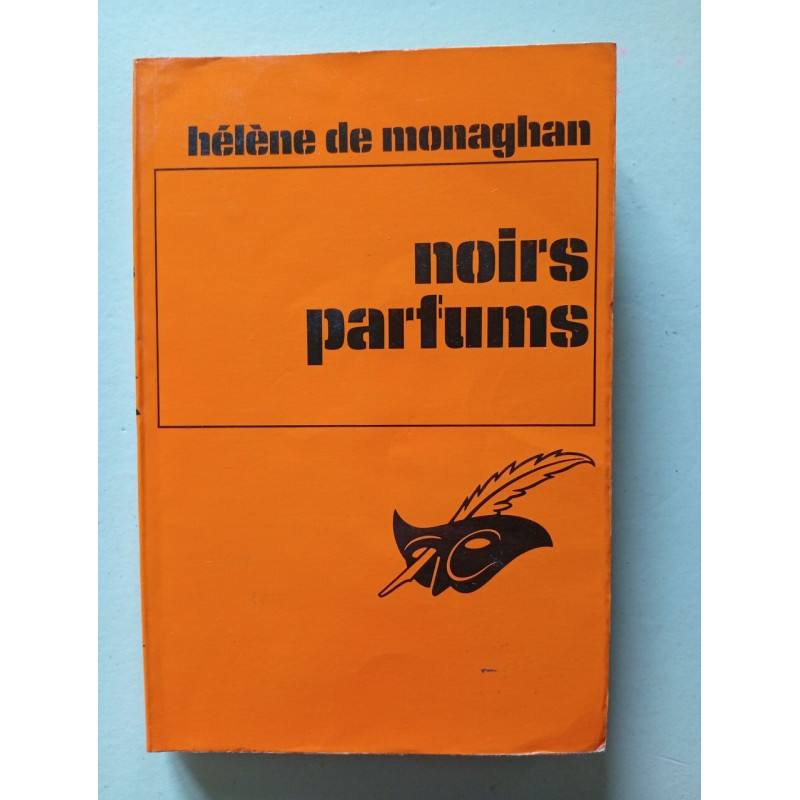 hélène de monaghan
noirs
parfums